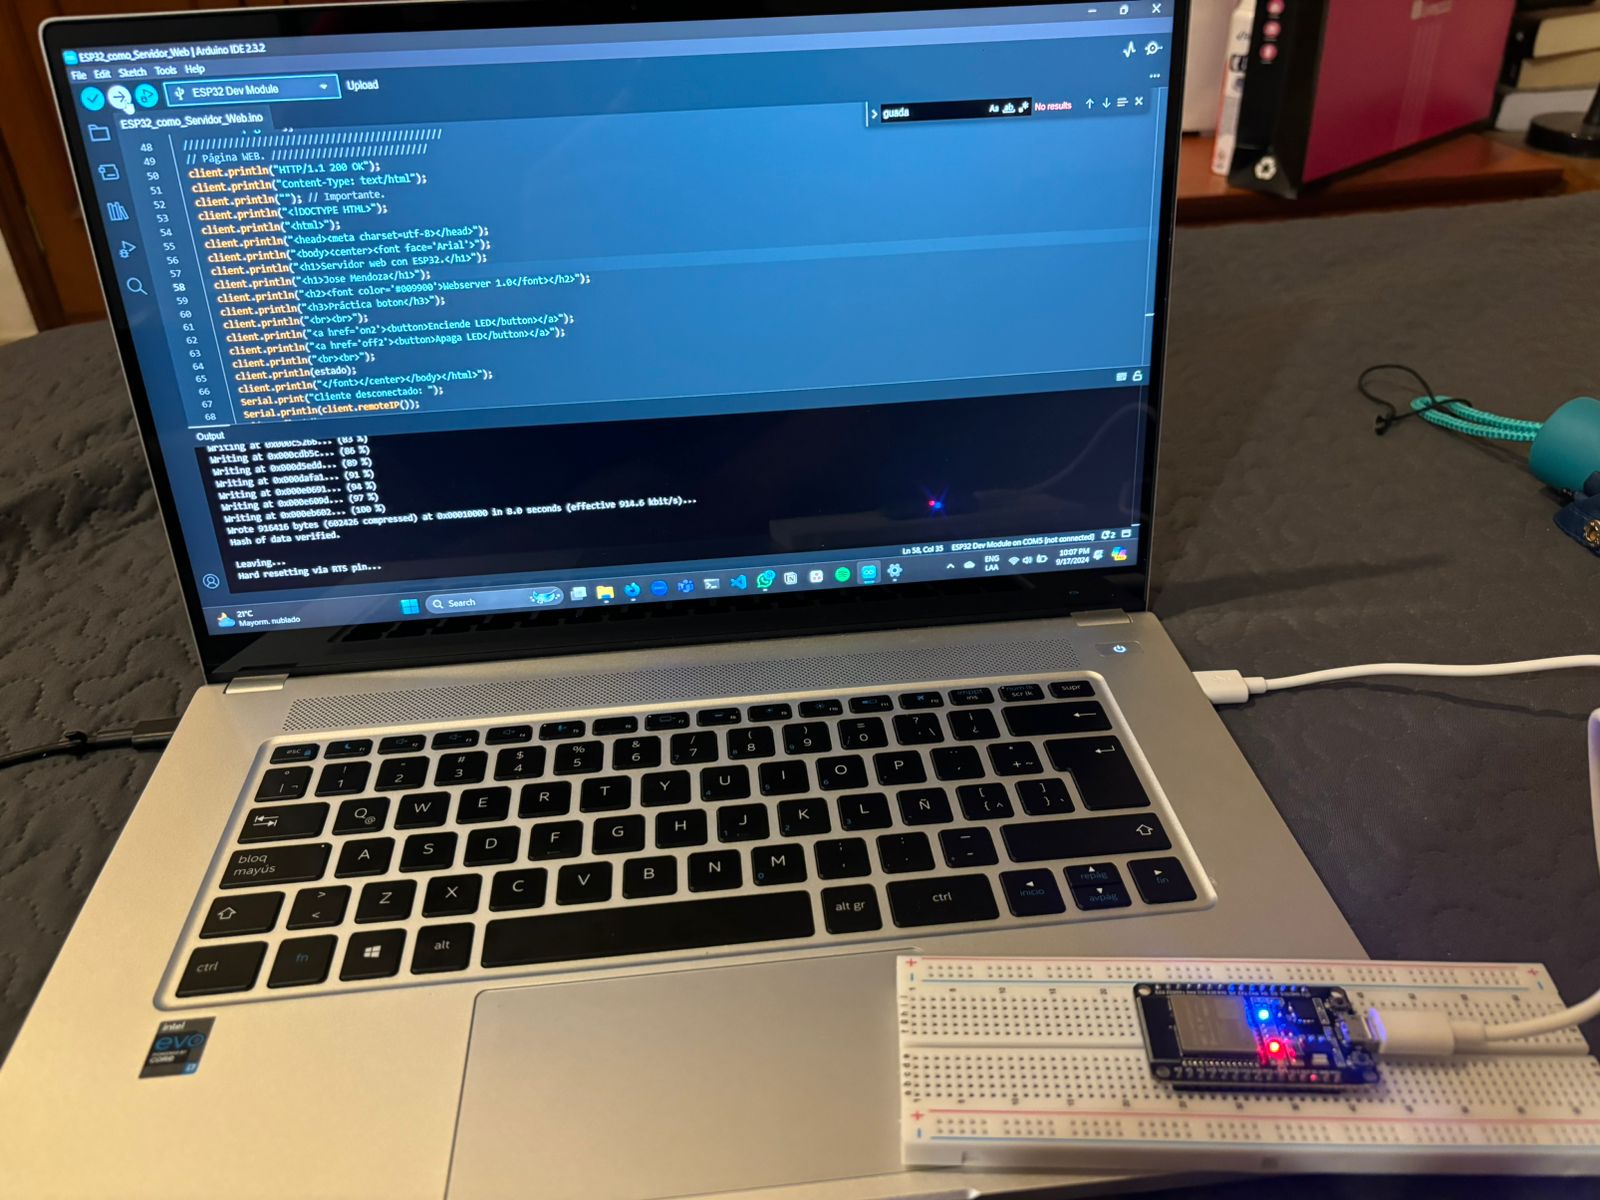 ESP32_como_Servidor_Web | Arduino IDE 2.3.2
File Edit Sketch Tools Help
ESP32 Dev Module Upload
ESP32_como_Servidor_Web.ino
guada Aa ab .* No results
48 ////////////////////////////////////////////
49 // Página WEB. ///////////////////////////
50 client.println("HTTP/1.1 200 OK");
51 client.println("Content-Type: text/html");
52 client.println(""); // Importante.
53 client.println("<!DOCTYPE HTML>");
54 client.println("<html>");
55 client.println("<head><meta charset=utf-8></head>");
56 client.println("<body><center><font face='Arial'>");
57 client.println("<h1>Servidor web con ESP32.</h1>");
58 client.println("<h1>Jose Mendoza</h1>");
59 client.println("<h2><font color='#009900'>Webserver 1.0</font></h2>");
60 client.println("<h3>Práctica boton</h3>");
61 client.println("<br><br>");
62 client.println("<a href='on2'><button>Enciende LED</button></a>");
63 client.println("<a href='off2'><button>Apaga LED</button></a>");
64 client.println("<br><br>");
65 client.println(estado);
66 client.println("</font></center></body></html>");
67 Serial.print("Cliente desconectado: ");
68 Serial.println(client.remoteIP());
Output
Writing at 0x000cdb5c... (86 %)
Writing at 0x000d5edd... (89 %)
Writing at 0x000dafa1... (91 %)
Writing at 0x000e0691... (94 %)
Writing at 0x000e609d... (97 %)
Writing at 0x000eb602... (100 %)
Wrote 916416 bytes (602426 compressed) at 0x00010000 in 8.0 seconds (effective 914.6 kbit/s)...
Hash of data verified.
Leaving...
Hard resetting via RTS pin...
Ln 58, Col 35 ESP32 Dev Module on COM5 [not connected] 2
21°C
Mayorm. nublado
Search
ENG
LAA
10:07 PM
9/17/2024
esc
supr
Q W E R T Y U I O P
bloq
mayús
A S D F G H J K L Ñ
Z X C V B N M
ctrl fn alt alt gr ctrl
inicio
repág
avpág
fin
intel
evo
CORE
i7